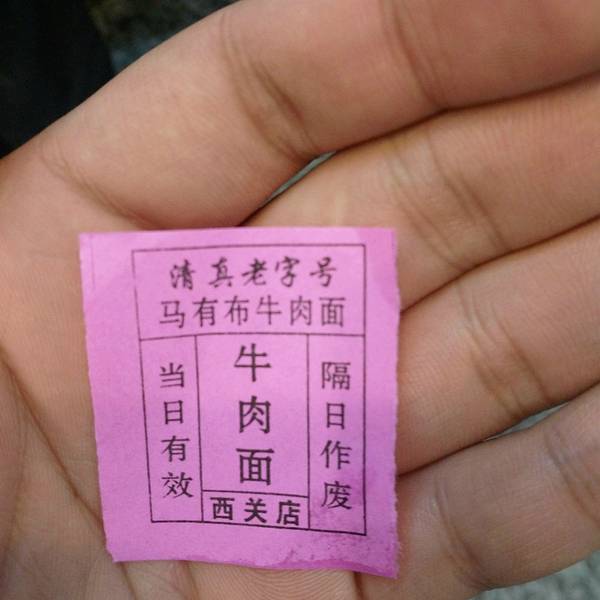 清真老字号
马有布牛肉面
当日有效
牛肉面
西关店
隔日作废